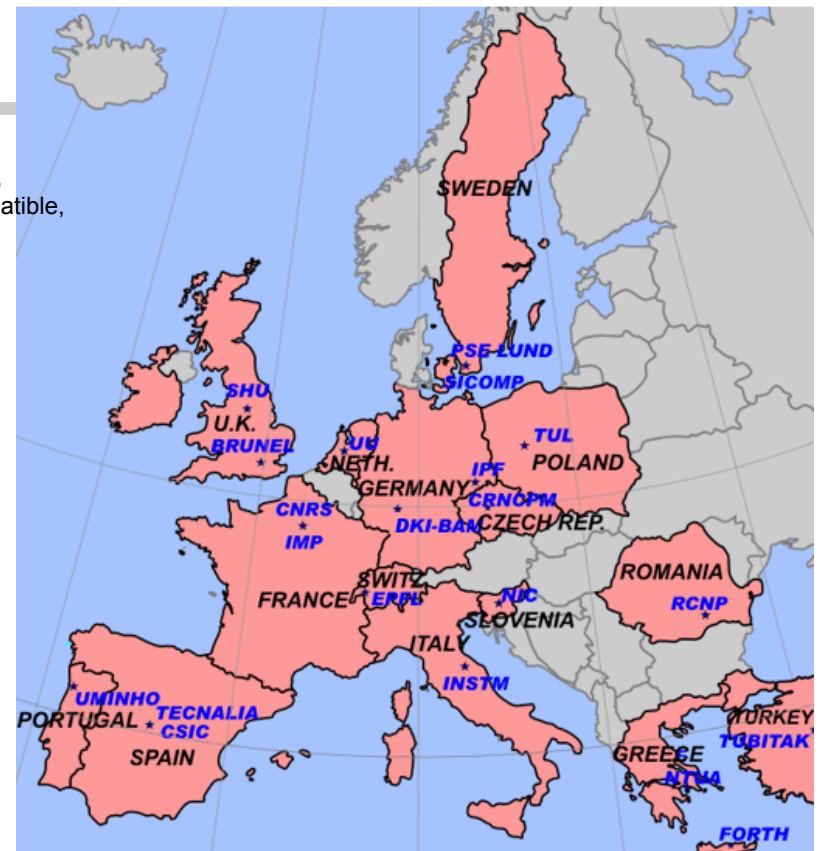 atible,
SWEDEN
PSE LUND
SICOMP
SHU
U.K.
BRUNEL
UU
NETH.
GERMANY
TUL
POLAND
IPF
CRNOPM
CZECH REP.
DKI-BAM
CNRS
IMP
SWITZ.
EPFL
FRANCE
NIC
SLOVENIA
ROMANIA
RCNP
ITALY
INSTM
UMINHO
PORTUGAL
TECNALIA
CSIC
SPAIN
TURKEY
TUBITAK
GREECE
NTUA
FORTH